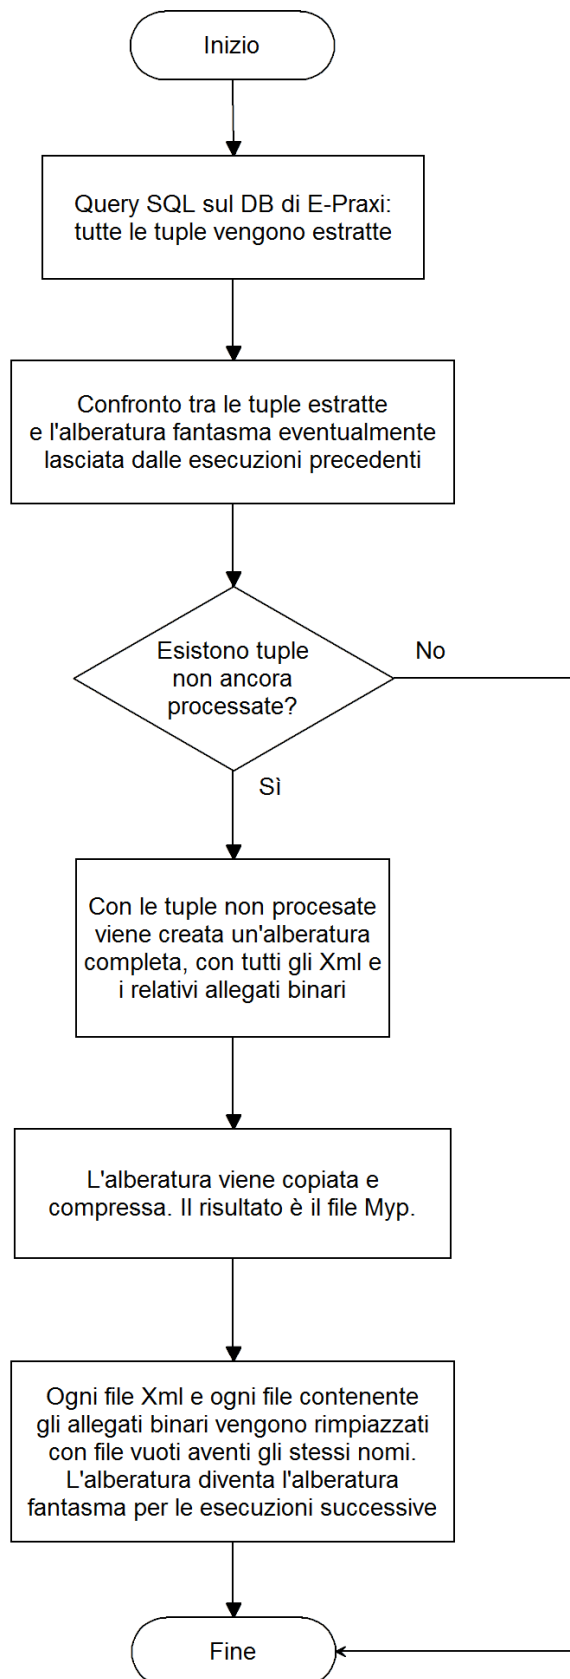 Inizio
Query SQL sul DB di E-Praxi:
tutte le tuple vengono estratte
Confronto tra le tuple estratte
e l'alberatura fantasma eventualmente
lasciata dalle esecuzioni precedenti
Esistono tuple
non ancora
processate?
No
Sì
Con le tuple non procesate
viene creata un'alberatura
completa, con tutti gli Xml e
i relativi allegati binari
L'alberatura viene copiata e
compressa. Il risultato è il file Myp.
Ogni file Xml e ogni file contenente
gli allegati binari vengono rimpiazzati
con file vuoti aventi gli stessi nomi.
L'alberatura diventa l'alberatura
fantasma per le esecuzioni successive
Fine